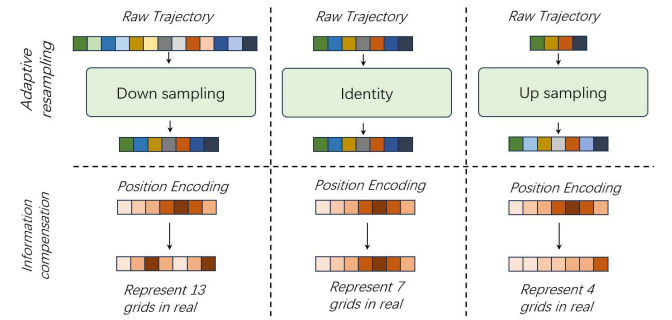 Adaptive
resampling
Raw Trajectory
Raw Trajectory
Raw Trajectory
Down sampling
Identity
Up sampling
Information
compensation
Position Encoding
Position Encoding
Position Encoding
Represent 13
grids in real
Represent 7
grids in real
Represent 4
grids in real